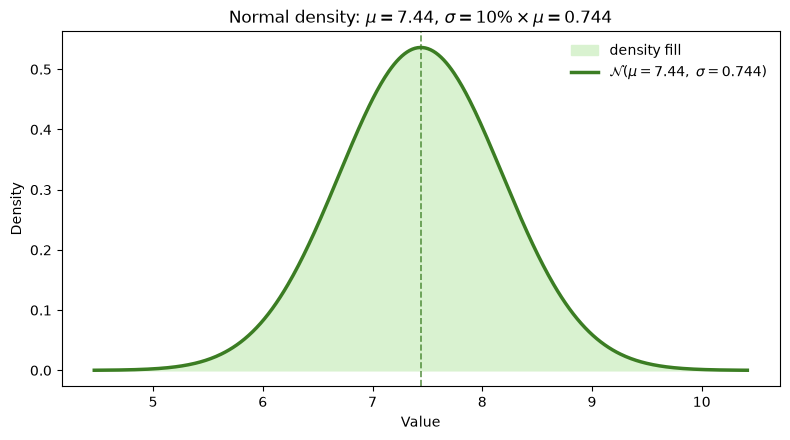 Normal density: μ = 7.44, σ = 10% × μ = 0.744
density fill
𝒩(μ = 7.44, σ = 0.744)
Density
0.5
0.4
0.3
0.2
0.1
0.0
5 6 7 8 9 10
Value